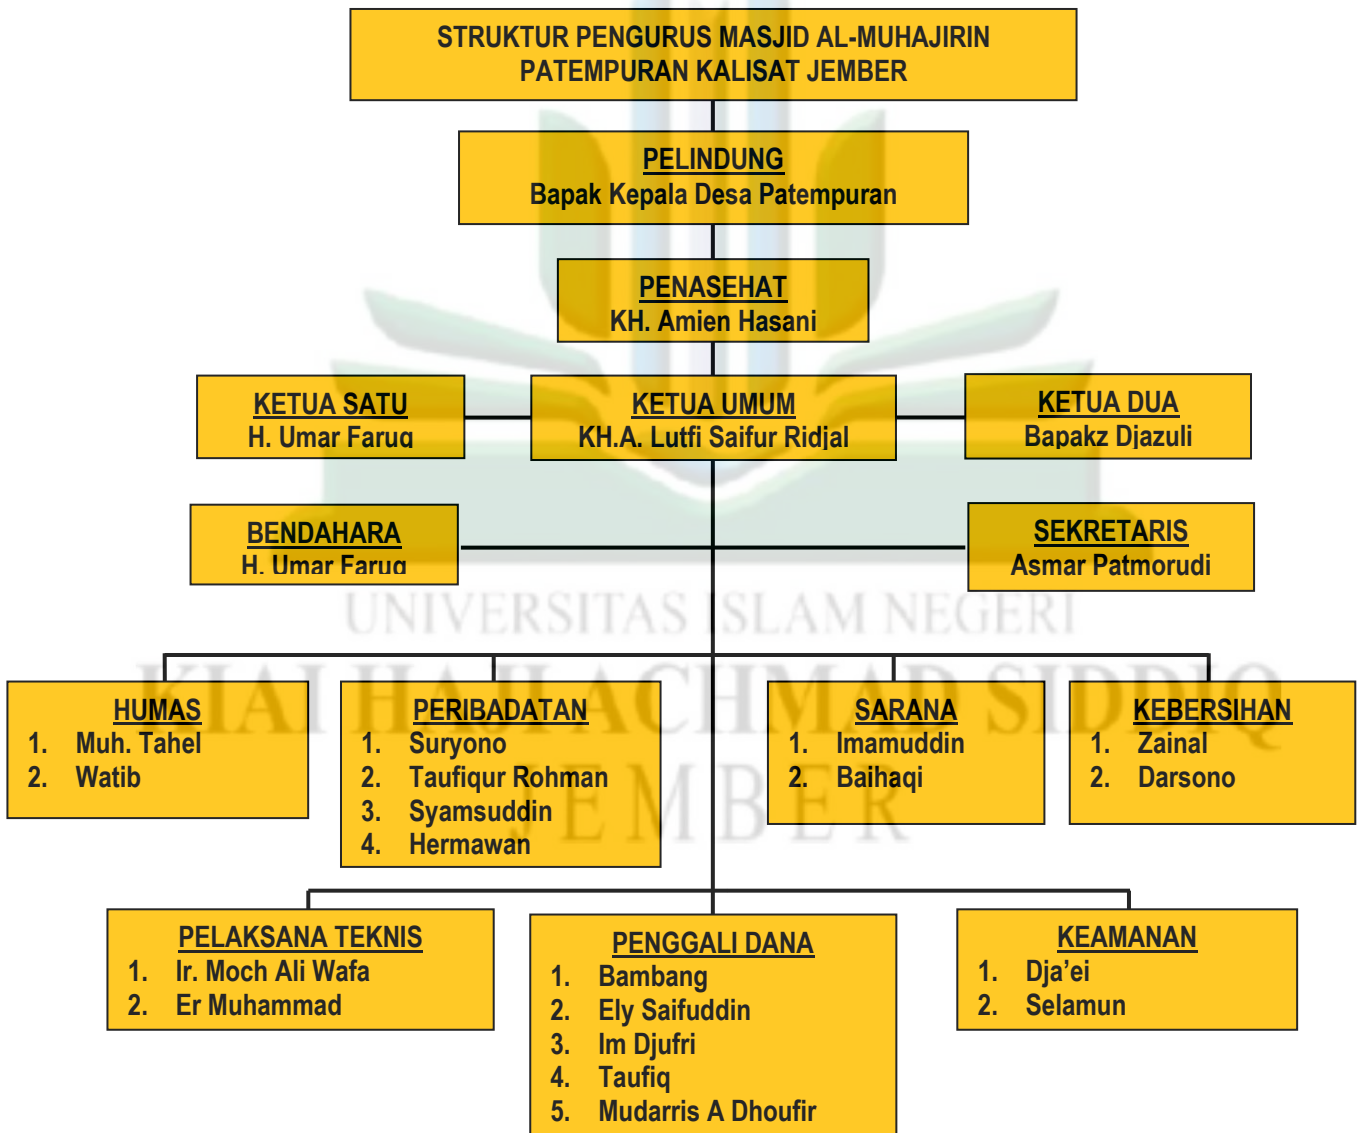 STRUKTUR PENGURUS MASJID AL-MUHAJIRIN
PATEMPURAN KALISAT JEMBER
PELINDUNG
Bapak Kepala Desa Patempuran
PENASEHAT
KH. Amien Hasani
KETUA SATU
H. Umar Faruq
KETUA UMUM
KH.A. Lutfi Saifur Ridjal
KETUA DUA
Bapakz Djazuli
BENDAHARA
H. Umar Faruq
SEKRETARIS
Asmar Patmorudi
UNIVERSITAS ISLAM NEGERI
KIAI HAJI ACHMAD SIDDIQ
JEMBER
HUMAS
1. Muh. Tahel
2. Watib
PERIBADATAN
1. Suryono
2. Taufiqur Rohman
3. Syamsuddin
4. Hermawan
SARANA
1. Imamuddin
2. Baihaqi
KEBERSIHAN
1. Zainal
2. Darsono
PELAKSANA TEKNIS
1. Ir. Moch Ali Wafa
2. Er Muhammad
PENGGALI DANA
1. Bambang
2. Ely Saifuddin
3. Im Djufri
4. Taufiq
5. Mudarris A Dhoufir
KEAMANAN
1. Dja’ei
2. Selamun